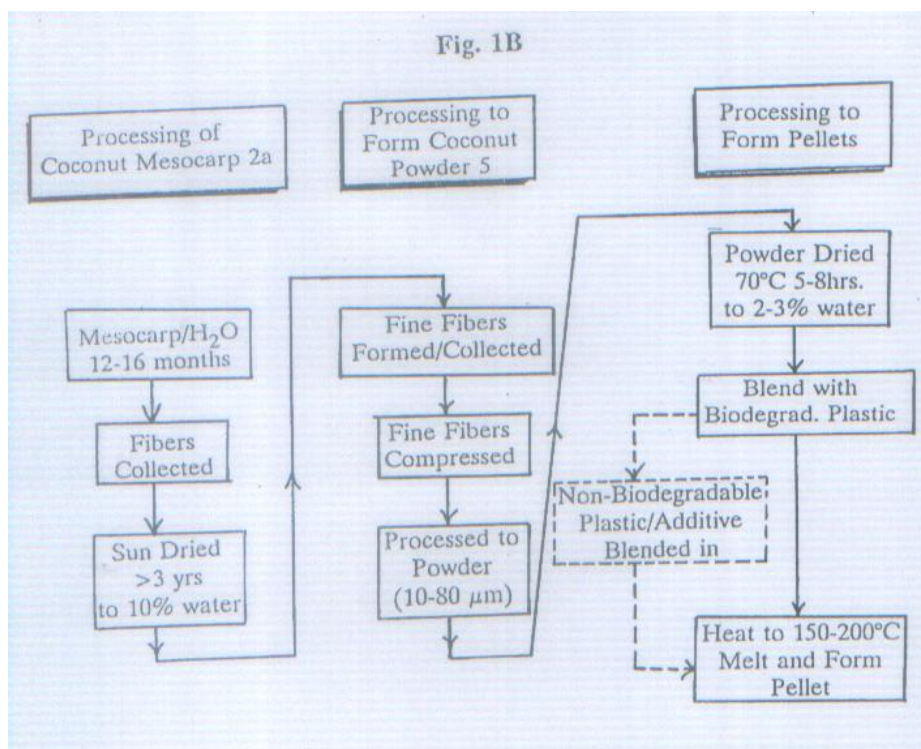 Fig. 1B
Processing of
Coconut Mesocarp 2a
Processing to
Form Coconut
Powder 5
Processing to
Form Pellets
Mesocarp/H₂O
12-16 months
Fibers
Collected
Sun Dried
>3 yrs
to 10% water
Fine Fibers
Formed/Collected
Fine Fibers
Compressed
Processed to
Powder
(10-80 μm)
Powder Dried
70°C 5-8hrs.
to 2-3% water
Blend with
Biodegrad. Plastic
Non-Biodegradable
Plastic/Additive
Blended in
Heat to 150-200°C
Melt and Form
Pellet